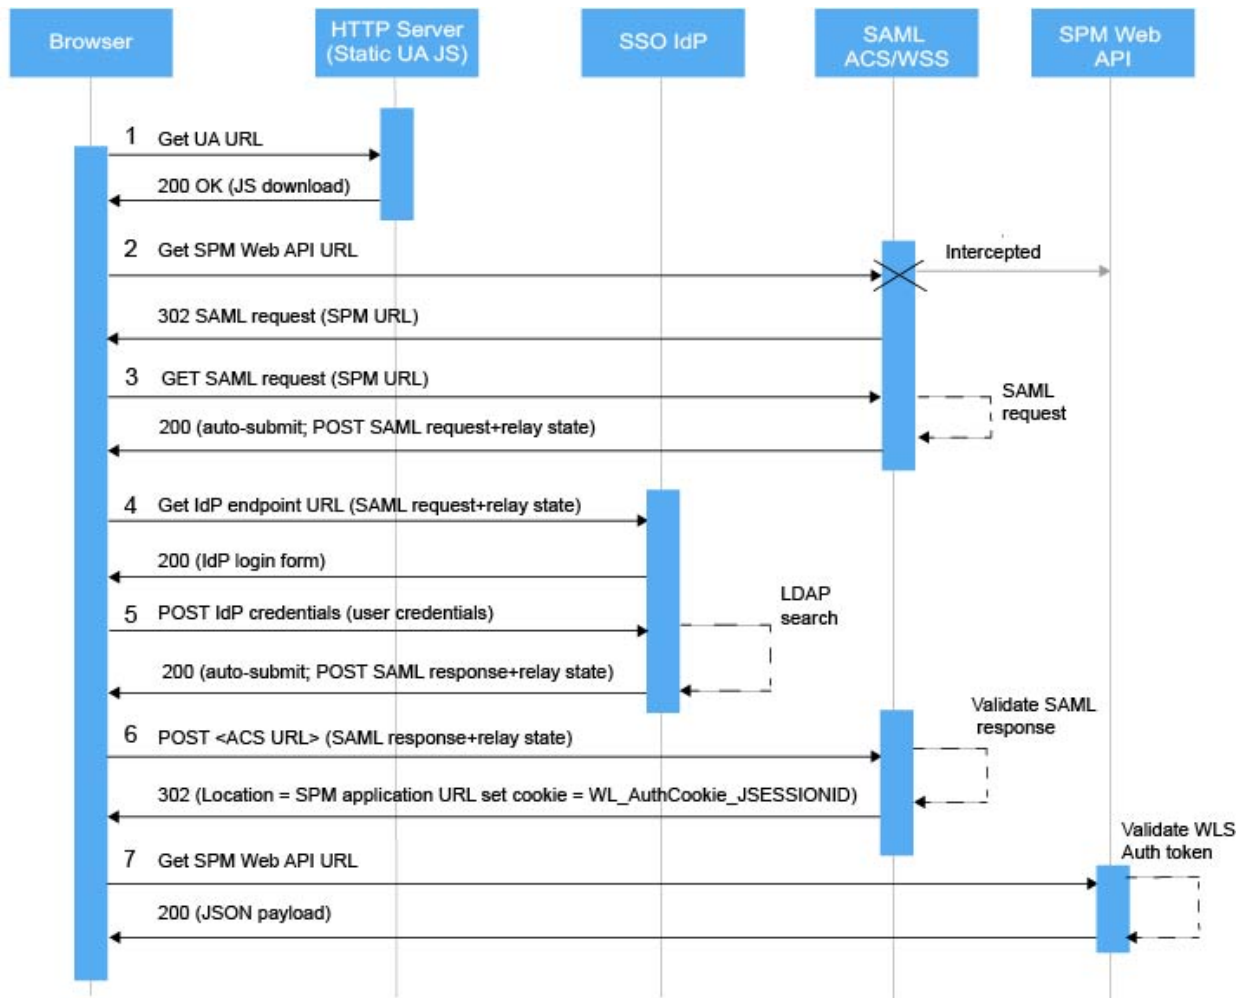 Browser
HTTP Server
(Static UA JS)
SSO IdP
SAML
ACS/WSS
SPM Web
API
1 Get UA URL
200 OK (JS download)
2 Get SPM Web API URL
Intercepted
302 SAML request (SPM URL)
3 GET SAML request (SPM URL)
SAML
request
200 (auto-submit; POST SAML request+relay state)
4 Get IdP endpoint URL (SAML request+relay state)
200 (IdP login form)
LDAP
search
5 POST IdP credentials (user credentials)
200 (auto-submit; POST SAML response+relay state)
Validate SAML
response
6 POST <ACS URL> (SAML response+relay state)
302 (Location = SPM application URL set cookie = WL_AuthCookie_JSESSIONID)
Validate WLS
Auth token
7 Get SPM Web API URL
200 (JSON payload)